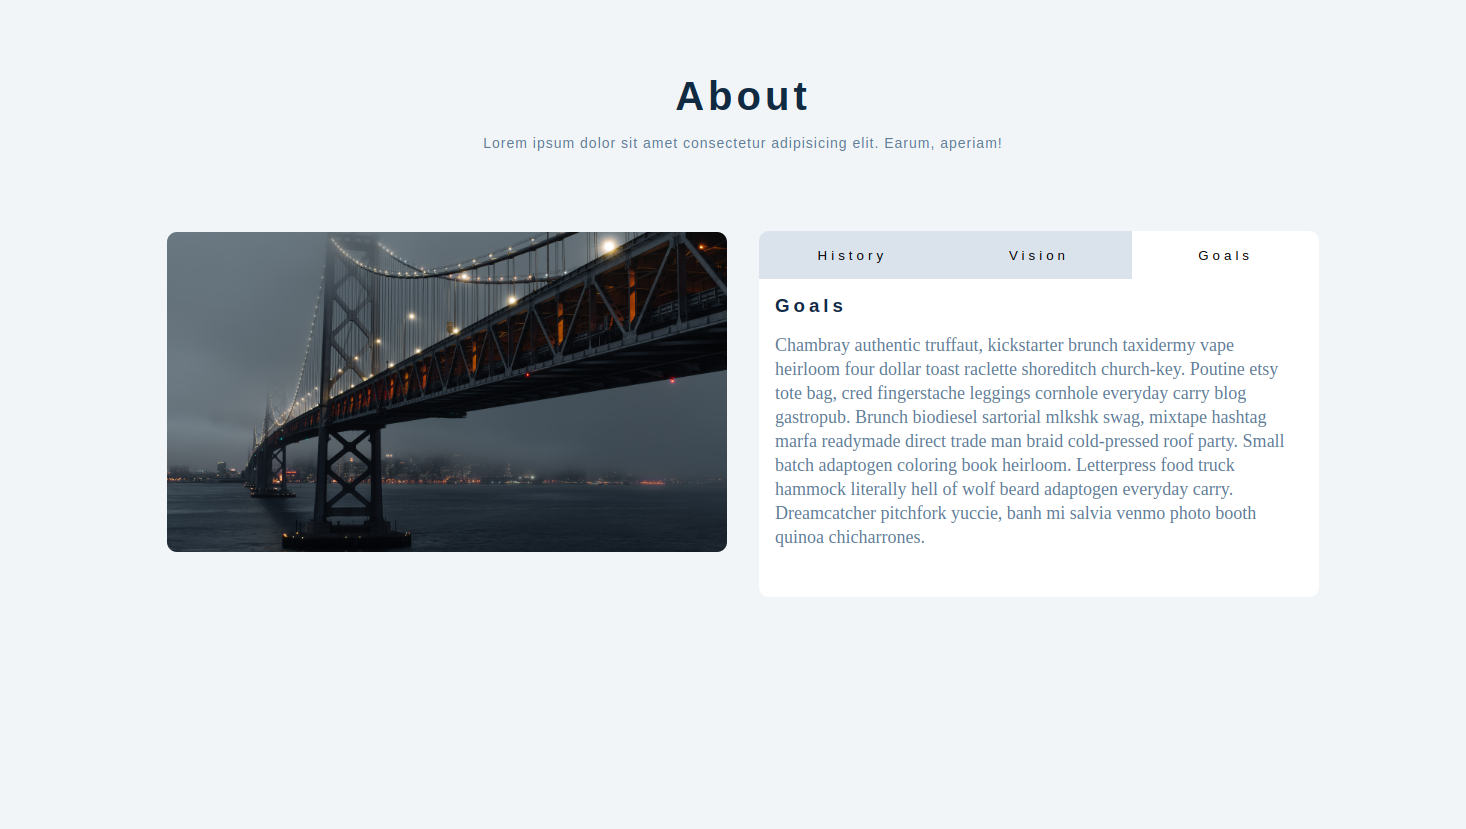 About
Lorem ipsum dolor sit amet consectetur adipisicing elit. Earum, aperiam!
History Vision Goals
Goals
Chambray authentic truffaut, kickstarter brunch taxidermy vape
heirloom four dollar toast raclette shoreditch church-key. Poutine etsy
tote bag, cred fingerstache leggings cornhole everyday carry blog
gastropub. Brunch biodiesel sartorial mlkshk swag, mixtape hashtag
marfa readymade direct trade man braid cold-pressed roof party. Small
batch adaptogen coloring book heirloom. Letterpress food truck
hammock literally hell of wolf beard adaptogen everyday carry.
Dreamcatcher pitchfork yuccie, banh mi salvia venmo photo booth
quinoa chicharrones.